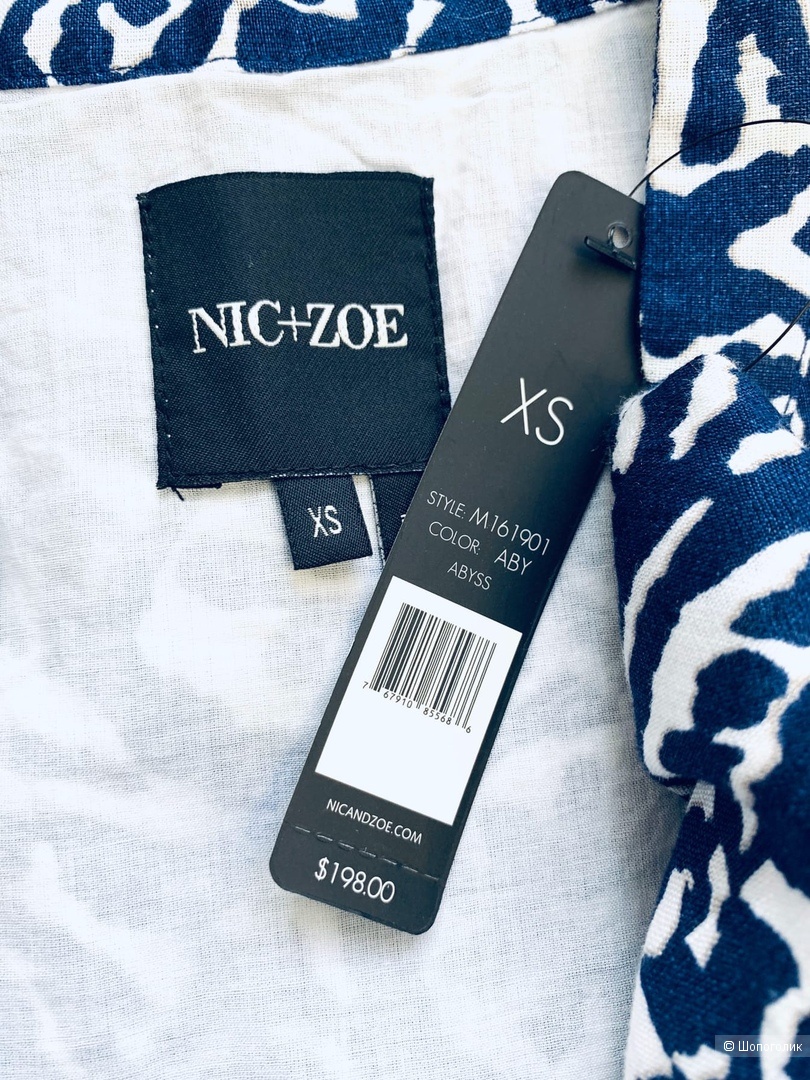 NIC+ZOE
XS
XS
STYLE: M161901
COLOR: ABY
ABYSS
7 67910 85568 6
NICANDZOE.COM
$198.00
© Шопоголик